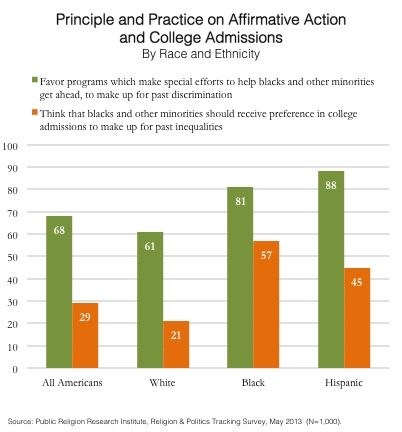 Principle and Practice on Affirmative Action
and College Admissions
By Race and Ethnicity
Favor programs which make special efforts to help blacks and other minorities
get ahead, to make up for past discrimination
Think that blacks and other minorities should receive preference in college
admissions to make up for past inequalities
100
90
80
70
60
50
40
30
20
10
0
68
29
61
21
81
57
88
45
All Americans
White
Black
Hispanic
Source: Public Religion Research Institute, Religion & Politics Tracking Survey, May 2013 (N=1,000).